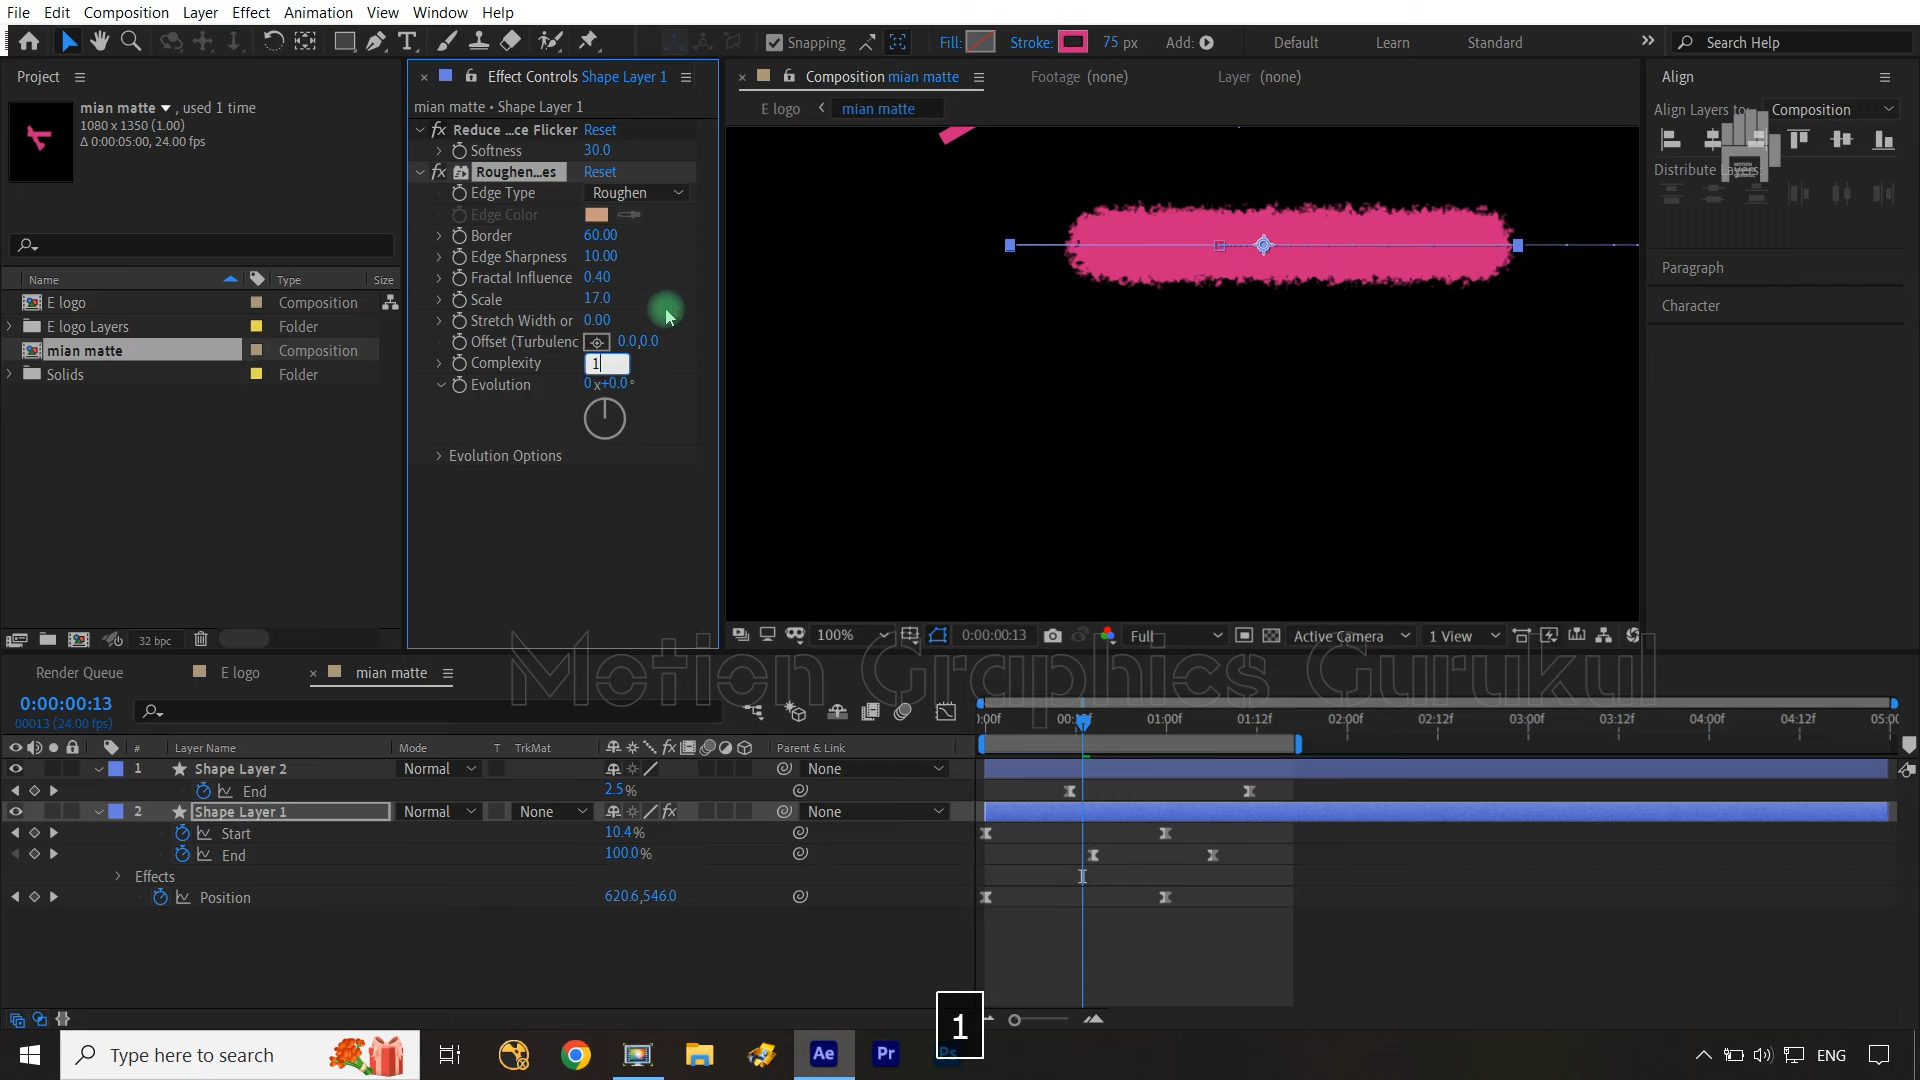 File Edit Composition Layer Effect Animation View Window Help
Snapping Fill: Stroke: 75 px Add: Default Learn Standard Search Help
Project
mian matte , used 1 time
1080 x 1350 (1.00)
Δ 0:00:05:00, 24.00 fps
Name Type Size
E logo Composition
E logo Layers Folder
mian matte Composition
Solids Folder
32 bpc
Effect Controls Shape Layer 1
mian matte • Shape Layer 1
fx Reduce ...ce Flicker Reset
Softness 30.0
fx Roughen...es Reset
Edge Type Roughen
Edge Color
Border 60.00
Edge Sharpness 10.00
Fractal Influence 0.40
Scale 17.0
Stretch Width or 0.00
Offset (Turbulenc 0.0,0.0
Complexity 1
Evolution 0 x+0.0 °
Evolution Options
Composition mian matte Footage (none) Layer (none)
E logo mian matte
100% 0:00:00:13 Full Active Camera 1 View
Align
Align Layers to: Composition
Distribute Layers:
Paragraph
Character
Motion Graphics Gurukul
Render Queue E logo mian matte
0:00:00:13
00013 (24.00 fps)
# Layer Name Mode T TrkMat fx Parent & Link
1 Shape Layer 2 Normal None
End 2.5%
2 Shape Layer 1 Normal None fx None
Start 10.4%
End 100.0%
Effects
Position 620.6,546.0
01:00f 01:12f 02:00f 02:12f 03:00f 03:12f 04:00f 04:12f
1
Type here to search Ae Pr Ps ENG